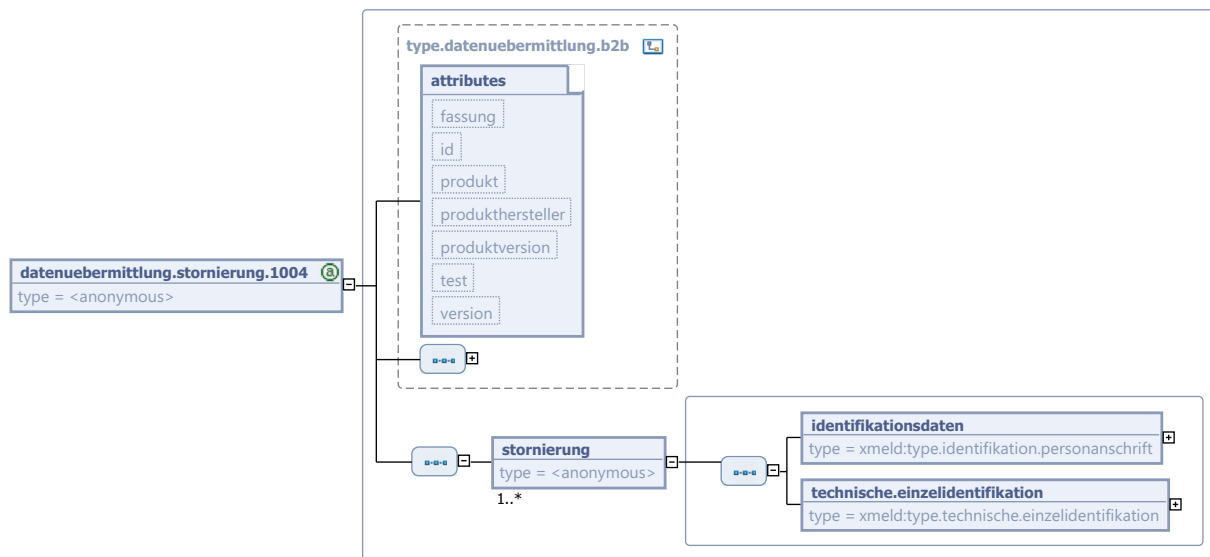 type.datenuebermittlung.b2b
attributes
fassung
id
produkt
produkthersteller
produktversion
test
version
datenuebermittlung.stornierung.1004 a
type = <anonymous>
stornierung
type = <anonymous>
1..*
identifikationsdaten
type = xmeld:type.identifikation.personanschrift
technische.einzelidentifikation
type = xmeld:type.technische.einzelidentifikation